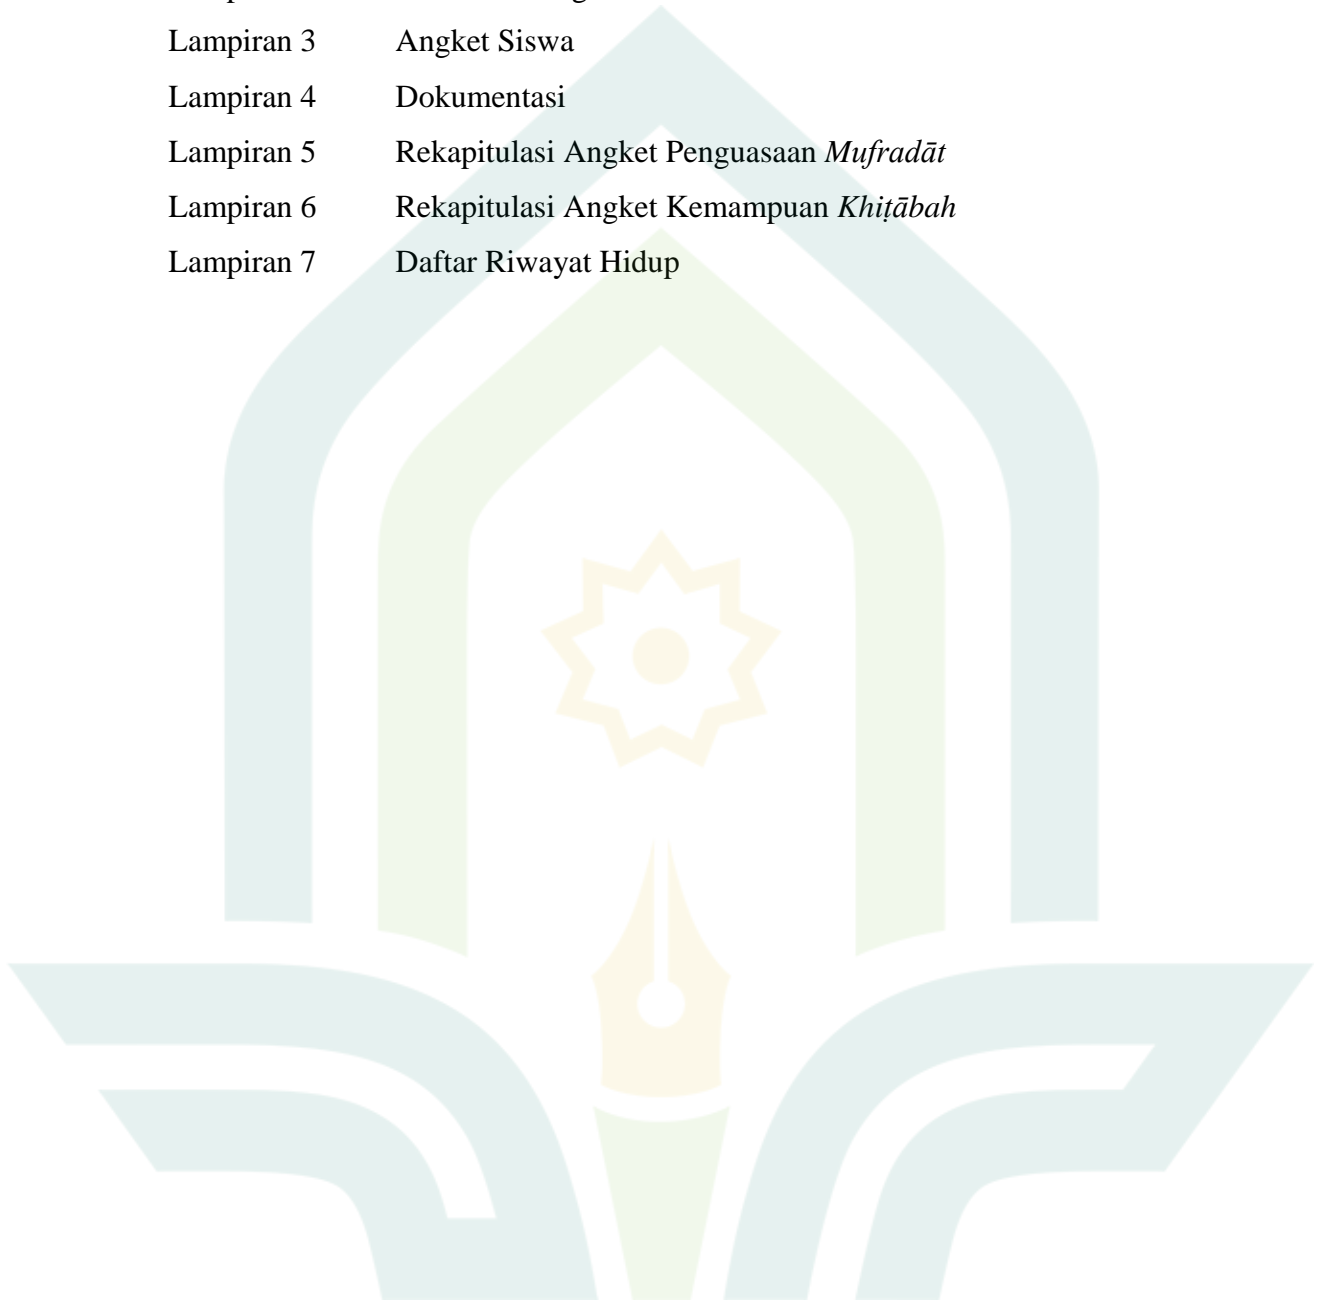 Lampiran 3 Angket Siswa
Lampiran 4 Dokumentasi
Lampiran 5 Rekapitulasi Angket Penguasaan Mufradāt
Lampiran 6 Rekapitulasi Angket Kemampuan Khiṭābah
Lampiran 7 Daftar Riwayat Hidup